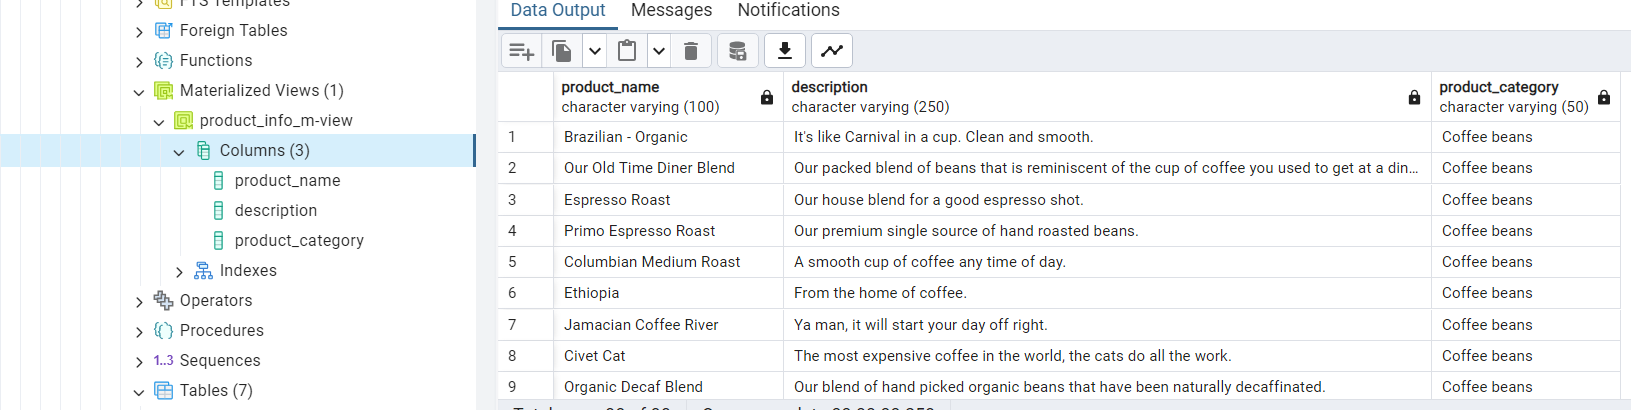 FTS Templates
Foreign Tables
Functions
Materialized Views (1)
product_info_m-view
Columns (3)
product_name
description
product_category
Indexes
Operators
Procedures
1..3 Sequences
Tables (7)
Data Output Messages Notifications
product_name description product_category
character varying (100) character varying (250) character varying (50)
1 Brazilian - Organic It's like Carnival in a cup. Clean and smooth. Coffee beans
2 Our Old Time Diner Blend Our packed blend of beans that is reminiscent of the cup of coffee you used to get at a din... Coffee beans
3 Espresso Roast Our house blend for a good espresso shot. Coffee beans
4 Primo Espresso Roast Our premium single source of hand roasted beans. Coffee beans
5 Columbian Medium Roast A smooth cup of coffee any time of day. Coffee beans
6 Ethiopia From the home of coffee. Coffee beans
7 Jamacian Coffee River Ya man, it will start your day off right. Coffee beans
8 Civet Cat The most expensive coffee in the world, the cats do all the work. Coffee beans
9 Organic Decaf Blend Our blend of hand picked organic beans that have been naturally decaffinated. Coffee beans